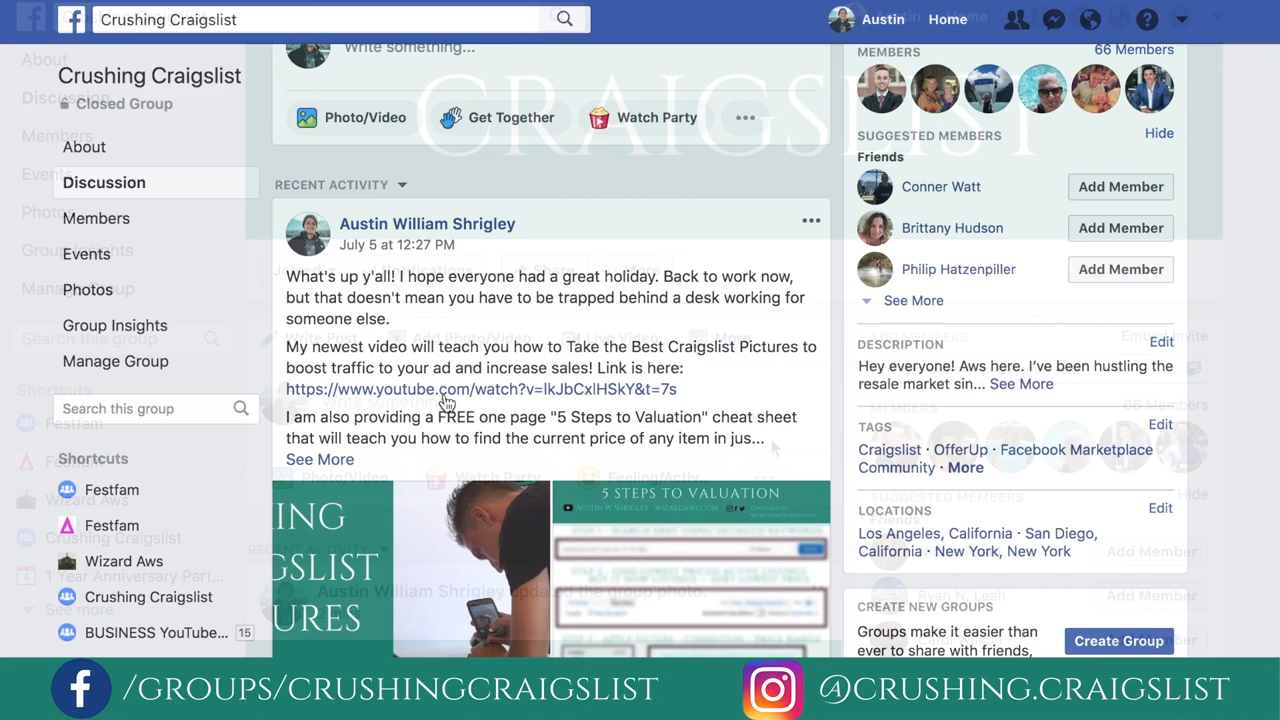 Crushing Craigslist
Austin
Home
Crushing Craigslist
Closed Group
About
Discussion
Members
Events
Photos
Group Insights
Manage Group
Search this group
Shortcuts
Festfam
Festfam
Wizard Aws
Crushing Craigslist
BUSINESS YouTube... 15
CRAIGSLIST
Write something...
Photo/Video
Get Together
Watch Party
RECENT ACTIVITY
Austin William Shrigley
July 5 at 12:27 PM
What's up y'all! I hope everyone had a great holiday. Back to work now,
but that doesn't mean you have to be trapped behind a desk working for
someone else.
My newest video will teach you how to Take the Best Craigslist Pictures to
boost traffic to your ad and increase sales! Link is here:
https://www.youtube.com/watch?v=lkJbCxlHSkY&t=7s
I am also providing a FREE one page "5 Steps to Valuation" cheat sheet
that will teach you how to find the current price of any item in jus...
See More
ING
GSLIST
URES
5 STEPS TO VALUATION
AUSTIN W SHRIGLEY WIZARDAWS.COM
MEMBERS
66 Members
SUGGESTED MEMBERS
Hide
Friends
Conner Watt
Add Member
Brittany Hudson
Add Member
Philip Hatzenpiller
Add Member
See More
DESCRIPTION
Edit
Hey everyone! Aws here. I've been hustling the
resale market sin... See More
TAGS
Edit
Craigslist · OfferUp · Facebook Marketplace
Community · More
LOCATIONS
Edit
Los Angeles, California · San Diego,
California · New York, New York
CREATE NEW GROUPS
Groups make it easier than
ever to share with friends,
Create Group
/GROUPS/CRUSHINGCRAIGSLIST
@CRUSHING.CRAIGSLIST